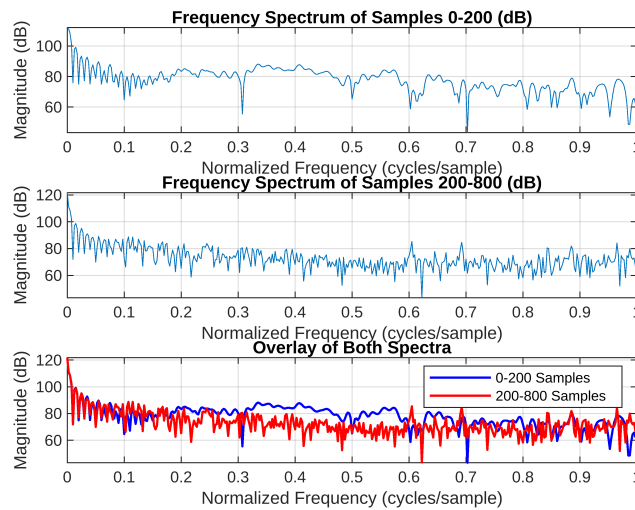 Frequency Spectrum of Samples 0-200 (dB)
Magnitude (dB)
100
80
60
0 0.1 0.2 0.3 0.4 0.5 0.6 0.7 0.8 0.9 1
Normalized Frequency (cycles/sample)
Frequency Spectrum of Samples 200-800 (dB)
Magnitude (dB)
120
100
80
60
0 0.1 0.2 0.3 0.4 0.5 0.6 0.7 0.8 0.9 1
Normalized Frequency (cycles/sample)
Overlay of Both Spectra
Magnitude (dB)
120
100
80
60
0-200 Samples
200-800 Samples
0 0.1 0.2 0.3 0.4 0.5 0.6 0.7 0.8 0.9 1
Normalized Frequency (cycles/sample)